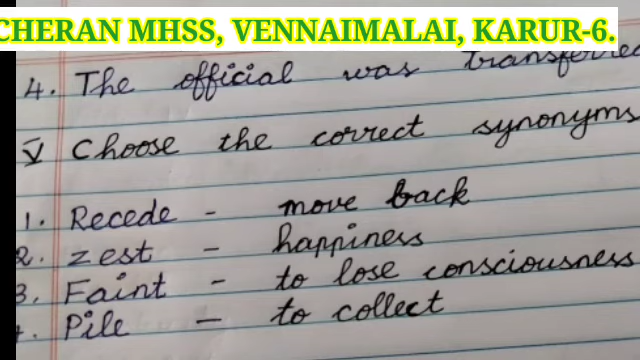 CHERAN MHSS, VENNAIMALAI, KARUR-6.
4. The official was transferred
V Choose the correct synonyms
1. Recede - move back
2. zest - happiness
3. Faint - to lose consciousness
4. Pile - to collect